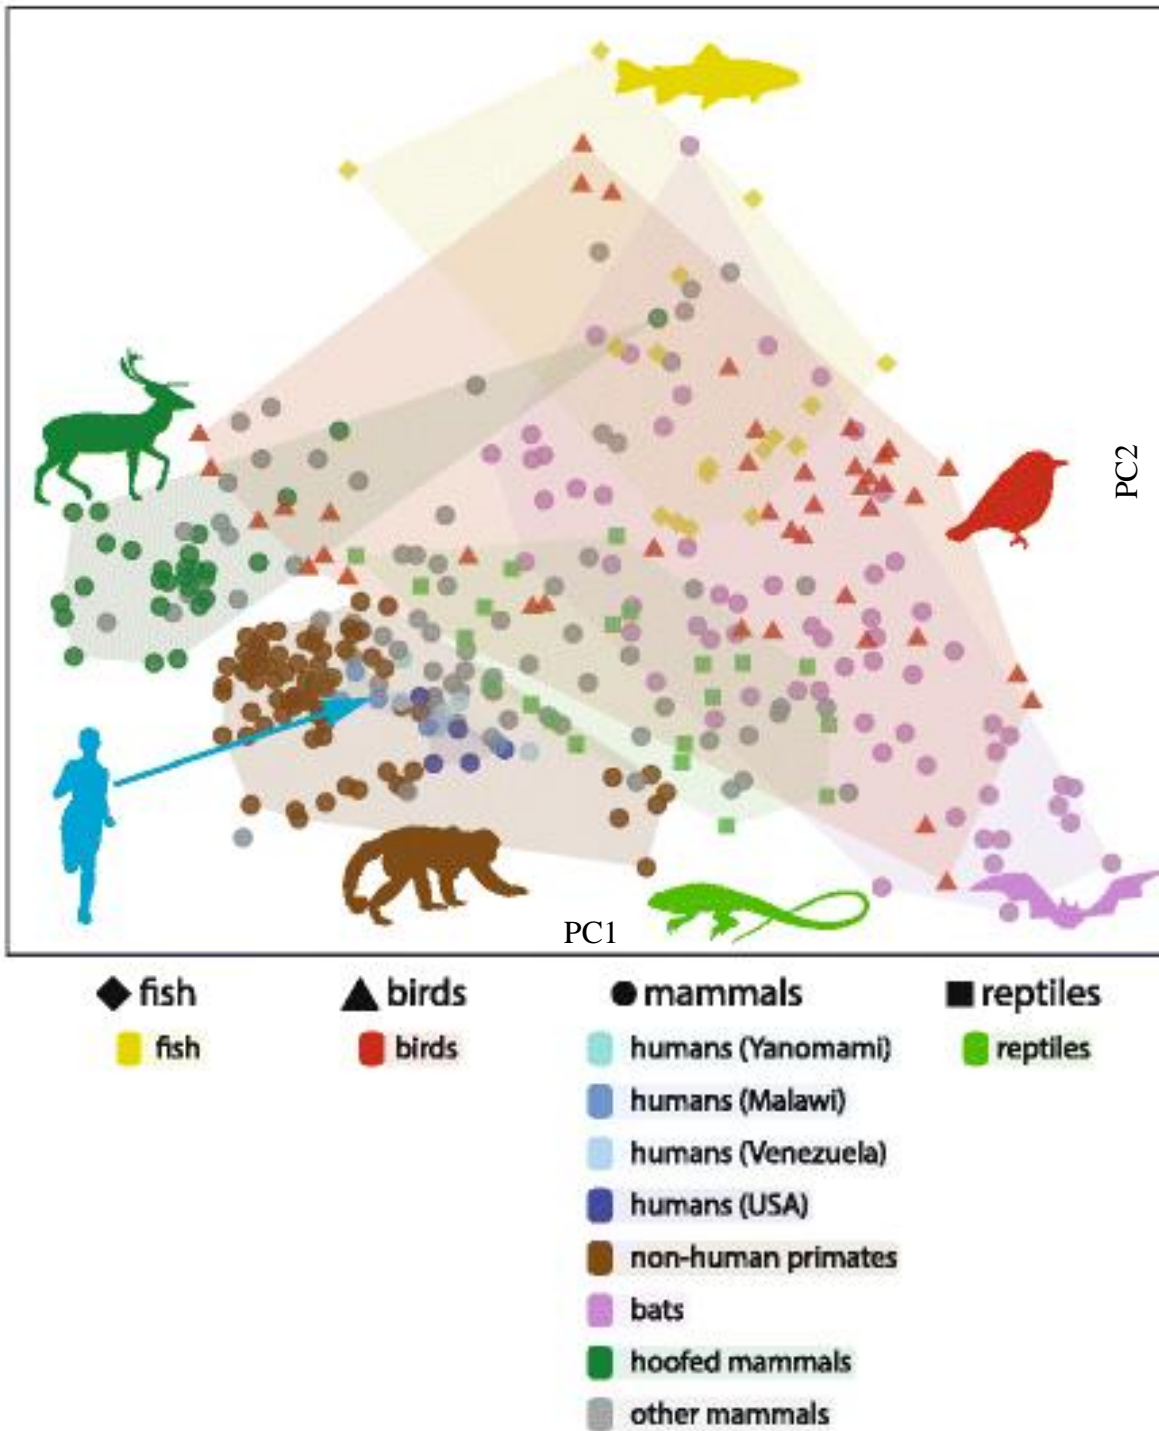 PC2
PC1
fish
birds
mammals
reptiles
fish
birds
humans (Yanomami)
reptiles
humans (Malawi)
humans (Venezuela)
humans (USA)
non-human primates
bats
hoofed mammals
other mammals